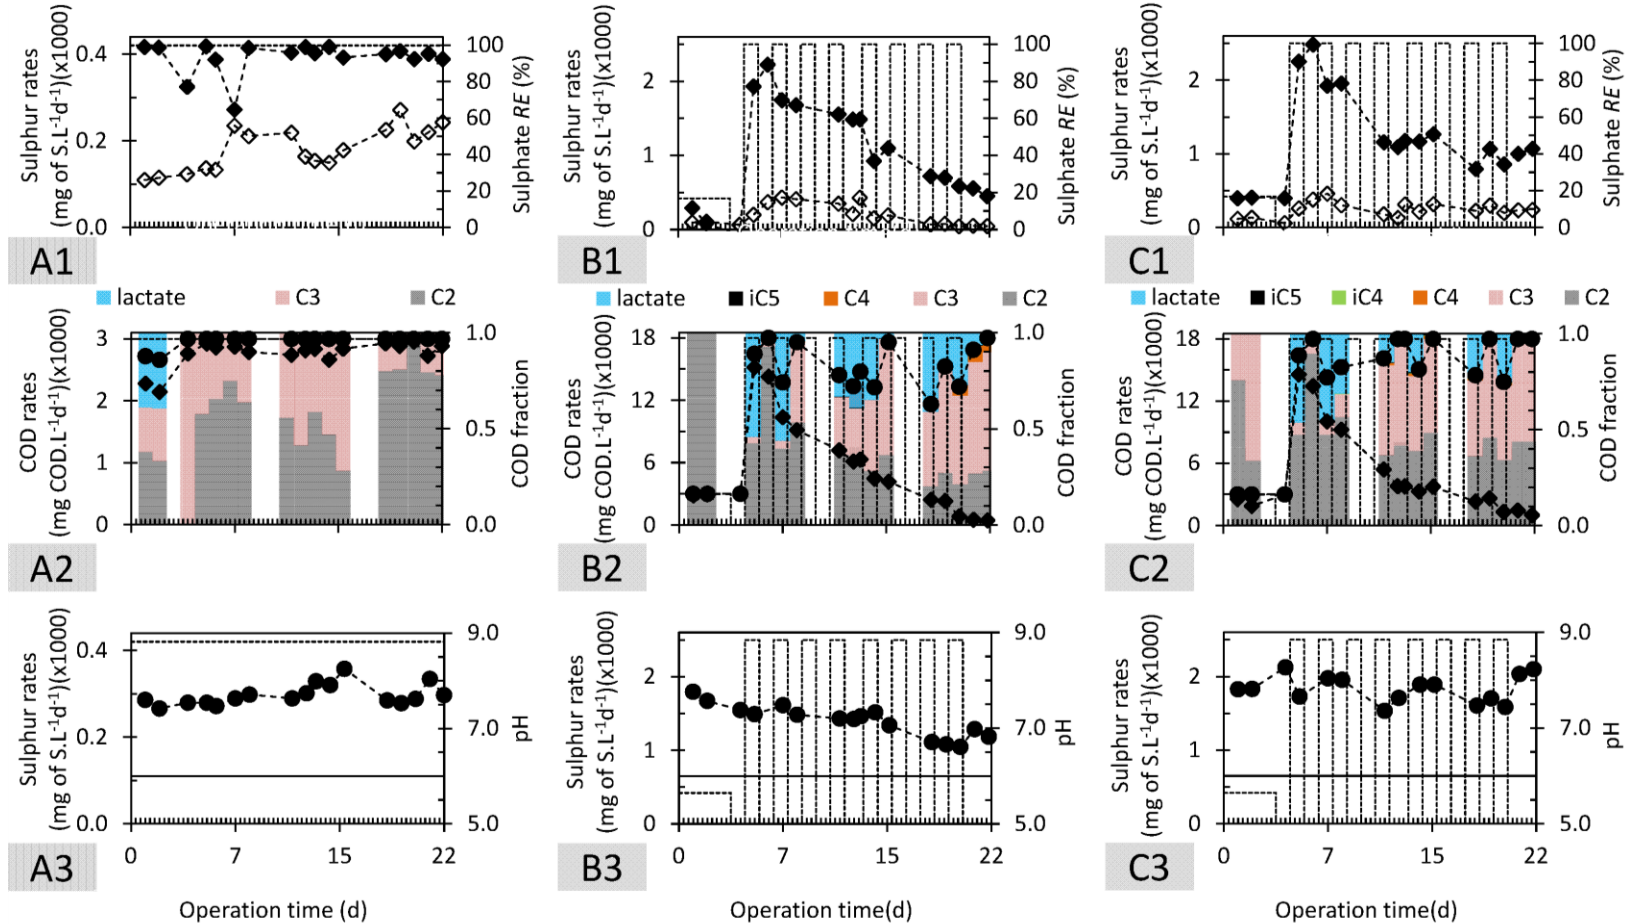 Sulphur rates
(mg of S.L⁻¹d⁻¹)(x1000)
0.4
0.2
0.0
100
80
60
40
20
0
Sulphate RE (%)
A1
Sulphur rates
(mg of S.L⁻¹d⁻¹)(x1000)
2
1
0
100
80
60
40
20
0
Sulphate RE (%)
B1
Sulphur rates
(mg of S.L⁻¹d⁻¹)(x1000)
2
1
0
100
80
60
40
20
0
Sulphate RE (%)
C1
lactate C3 C2
COD rates
(mg COD.L⁻¹d⁻¹)(x1000)
3
2
1
0
1.0
0.5
0.0
COD fraction
A2
lactate iC5 C4 C3 C2
COD rates
(mg COD.L⁻¹d⁻¹)(x1000)
18
12
6
0
1.0
0.5
0.0
COD fraction
B2
lactate iC5 iC4 C4 C3 C2
COD rates
(mg COD.L⁻¹d⁻¹)(x1000)
18
12
6
0
1.0
0.5
0.0
COD fraction
C2
Sulphur rates
(mg of S.L⁻¹d⁻¹)(x1000)
0.4
0.2
0.0
9.0
7.0
5.0
pH
A3
0 7 15 22
Operation time (d)
Sulphur rates
(mg of S.L⁻¹d⁻¹)(x1000)
2
1
0
9.0
7.0
5.0
pH
B3
0 7 15 22
Operation time(d)
Sulphur rates
(mg of S.L⁻¹d⁻¹)(x1000)
2
1
0
9.0
7.0
5.0
pH
C3
0 7 15 22
Operation time(d)